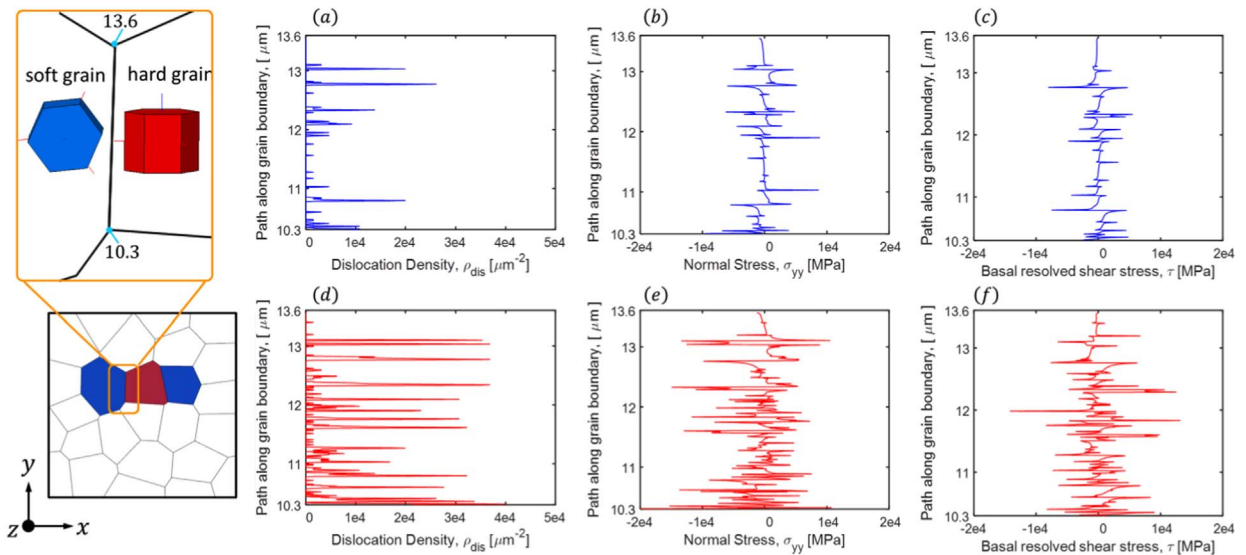 13.6
soft grain
hard grain
10.3
y
z
x
(a)
Path along grain boundary, [ μm]
13.6
13
12
11
10.3
0
1e4
2e4
3e4
4e4
5e4
Dislocation Density, ρdis [μm-2]
(b)
Path along grain boundary, [ μm]
13.6
13
12
11
10.3
-2e4
-1e4
0
1e4
2e4
Normal Stress, σyy [MPa]
(c)
Path along grain boundary, [ μm]
13.6
13
12
11
10.3
-1e4
0
1e4
2e4
Basal resolved shear stress, τ [MPa]
(d)
Path along grain boundary, [ μm]
13.6
13
12
11
10.3
0
1e4
2e4
3e4
4e4
5e4
Dislocation Density, ρdis [μm-2]
(e)
Path along grain boundary, [ μm]
13.6
13
12
11
10.3
-2e4
-1e4
0
1e4
2e4
Normal Stress, σyy [MPa]
(f)
Path along grain boundary, [ μm]
13.6
13
12
11
10.3
-1e4
0
1e4
2e4
Basal resolved shear stress, τ [MPa]